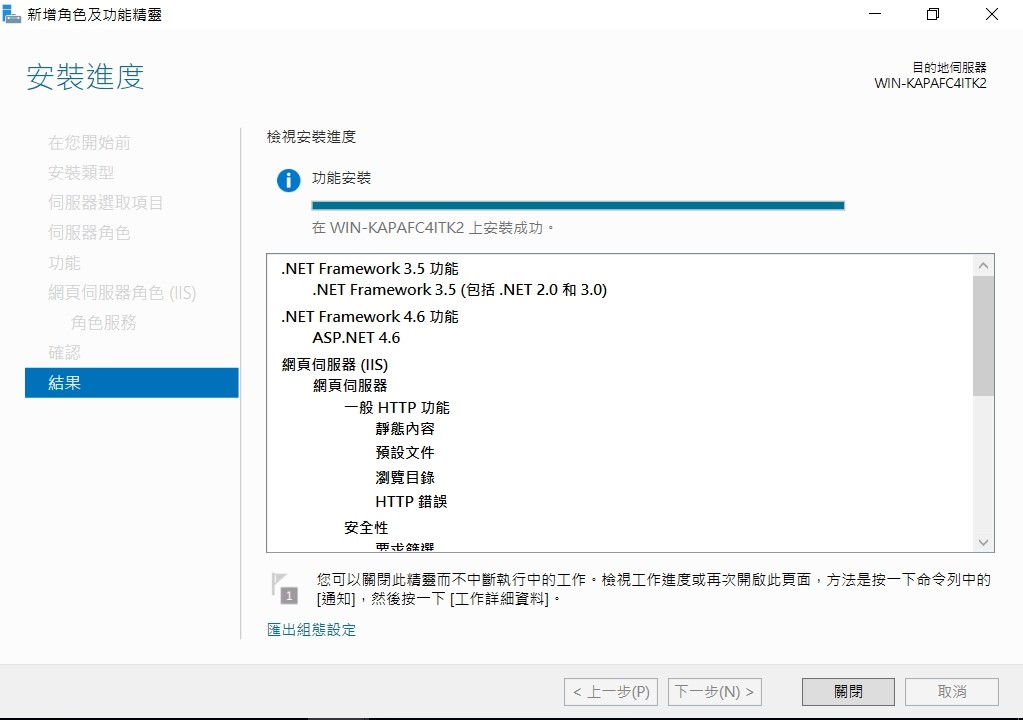 新增角色及功能精靈
安裝進度
目的地伺服器
WIN-KAPAFC4ITK2
在您開始前
安裝類型
伺服器選取項目
伺服器角色
功能
網頁伺服器角色 (IIS)
角色服務
確認
結果
檢視安裝進度
功能安裝
在 WIN-KAPAFC4ITK2 上安裝成功。
.NET Framework 3.5 功能
.NET Framework 3.5 (包括 .NET 2.0 和 3.0)
.NET Framework 4.6 功能
ASP.NET 4.6
網頁伺服器 (IIS)
網頁伺服器
一般 HTTP 功能
靜態內容
預設文件
瀏覽目錄
HTTP 錯誤
安全性
要求篩選
1
您可以關閉此精靈而不中斷執行中的工作。檢視工作進度或再次開啟此頁面，方法是按一下命令列中的
[通知]，然後按一下 [工作詳細資料]。
匯出組態設定
< 上一步(P)
下一步(N) >
關閉
取消